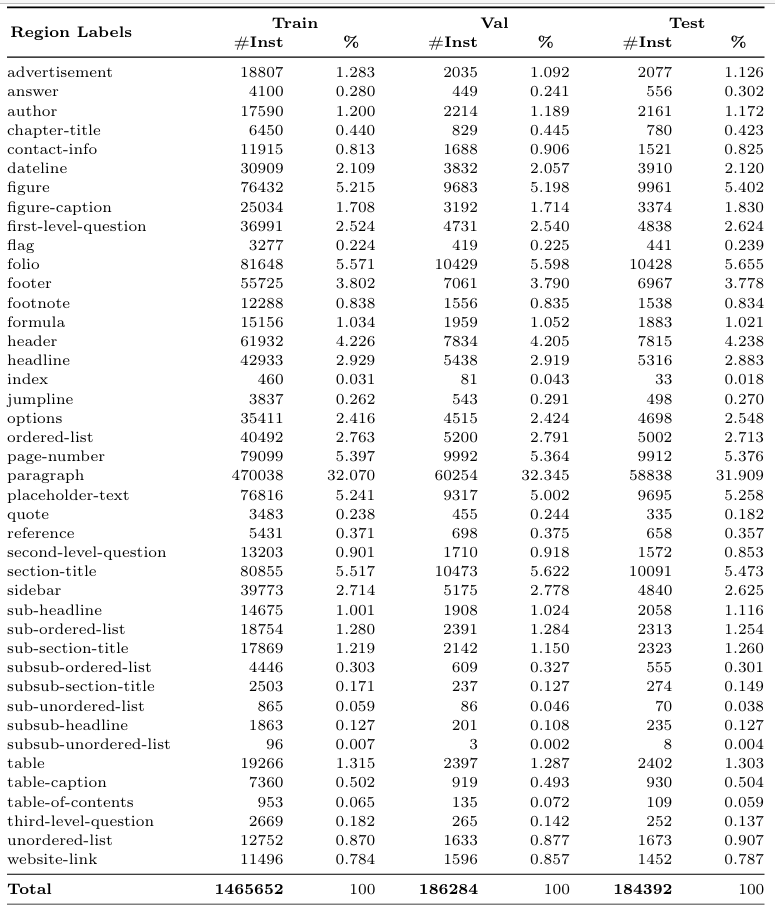 Region Labels Train Val Test
#Inst % #Inst % #Inst %
advertisement 18807 1.283 2035 1.092 2077 1.126
answer 4100 0.280 449 0.241 556 0.302
author 17590 1.200 2214 1.189 2161 1.172
chapter-title 6450 0.440 829 0.445 780 0.423
contact-info 11915 0.813 1688 0.906 1521 0.825
dateline 30909 2.109 3832 2.057 3910 2.120
figure 76432 5.215 9683 5.198 9961 5.402
figure-caption 25034 1.708 3192 1.714 3374 1.830
first-level-question 36991 2.524 4731 2.540 4838 2.624
flag 3277 0.224 419 0.225 441 0.239
folio 81648 5.571 10429 5.598 10428 5.655
footer 55725 3.802 7061 3.790 6967 3.778
footnote 12288 0.838 1556 0.835 1538 0.834
formula 15156 1.034 1959 1.052 1883 1.021
header 61932 4.226 7834 4.205 7815 4.238
headline 42933 2.929 5438 2.919 5316 2.883
index 460 0.031 81 0.043 33 0.018
jumpline 3837 0.262 543 0.291 498 0.270
options 35411 2.416 4515 2.424 4698 2.548
ordered-list 40492 2.763 5200 2.791 5002 2.713
page-number 79099 5.397 9992 5.364 9912 5.376
paragraph 470038 32.070 60254 32.345 58838 31.909
placeholder-text 76816 5.241 9317 5.002 9695 5.258
quote 3483 0.238 455 0.244 335 0.182
reference 5431 0.371 698 0.375 658 0.357
second-level-question 13203 0.901 1710 0.918 1572 0.853
section-title 80855 5.517 10473 5.622 10091 5.473
sidebar 39773 2.714 5175 2.778 4840 2.625
sub-headline 14675 1.001 1908 1.024 2058 1.116
sub-ordered-list 18754 1.280 2391 1.284 2313 1.254
sub-section-title 17869 1.219 2142 1.150 2323 1.260
subsub-ordered-list 4446 0.303 609 0.327 555 0.301
subsub-section-title 2503 0.171 237 0.127 274 0.149
sub-unordered-list 865 0.059 86 0.046 70 0.038
subsub-headline 1863 0.127 201 0.108 235 0.127
subsub-unordered-list 96 0.007 3 0.002 8 0.004
table 19266 1.315 2397 1.287 2402 1.303
table-caption 7360 0.502 919 0.493 930 0.504
table-of-contents 953 0.065 135 0.072 109 0.059
third-level-question 2669 0.182 265 0.142 252 0.137
unordered-list 12752 0.870 1633 0.877 1673 0.907
website-link 11496 0.784 1596 0.857 1452 0.787
Total 1465652 100 186284 100 184392 100